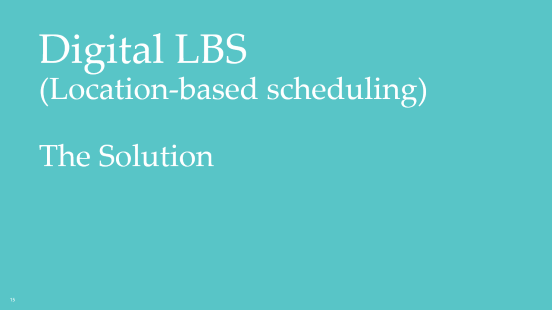 Digital LBS
(Location-based scheduling)
The Solution